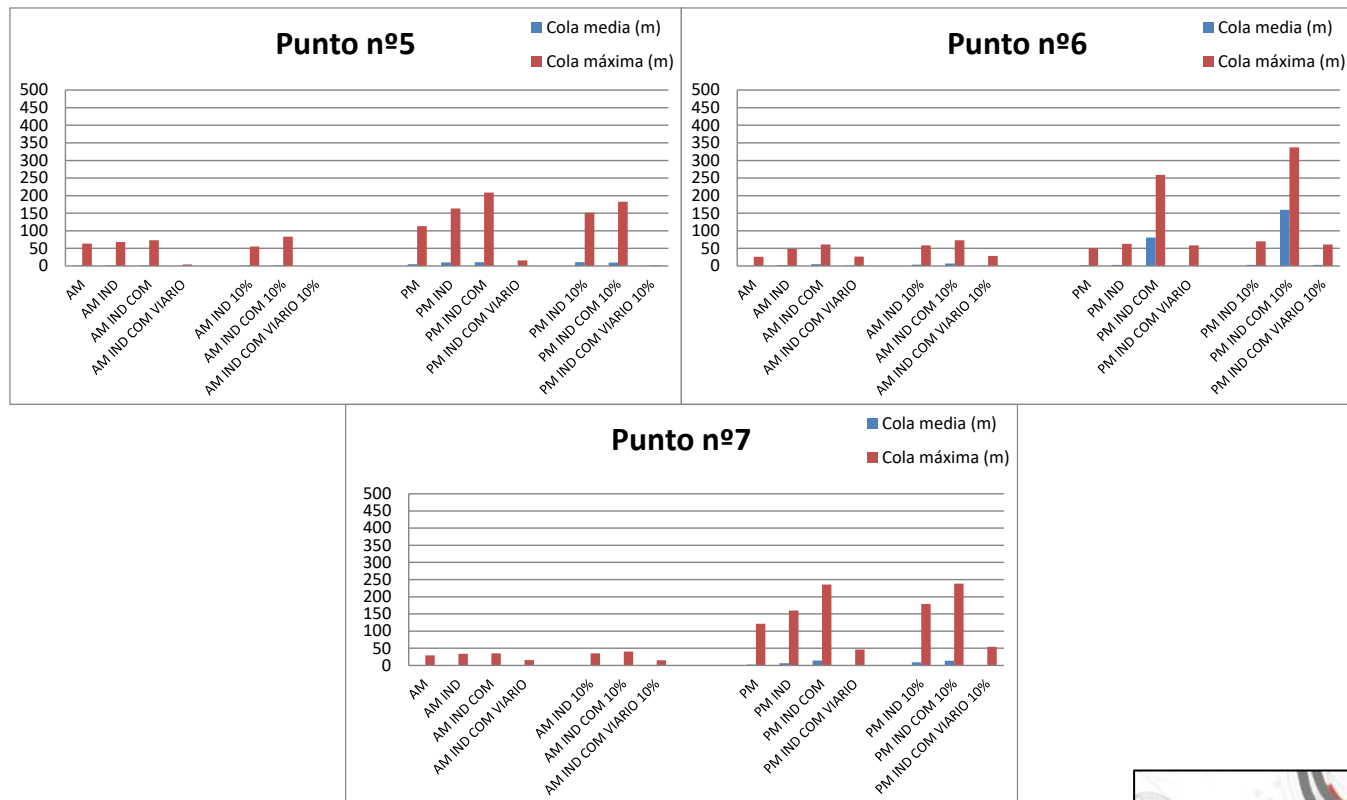 Punto nº5
Cola media (m)
Cola máxima (m)
500
450
400
350
300
250
200
150
100
50
0
AM
AM IND
AM IND COM
AM IND COM VIARIO
AM IND 10%
AM IND COM 10%
AM IND COM VIARIO 10%
PM
PM IND
PM IND COM
PM IND COM VIARIO
PM IND 10%
PM IND COM 10%
PM IND COM VIARIO 10%
Punto nº6
Cola media (m)
Cola máxima (m)
500
450
400
350
300
250
200
150
100
50
0
AM
AM IND
AM IND COM
AM IND COM VIARIO
AM IND 10%
AM IND COM 10%
AM IND COM VIARIO 10%
PM
PM IND
PM IND COM
PM IND COM VIARIO
PM IND 10%
PM IND COM 10%
PM IND COM VIARIO 10%
Punto nº7
Cola media (m)
Cola máxima (m)
500
450
400
350
300
250
200
150
100
50
0
AM
AM IND
AM IND COM
AM IND COM VIARIO
AM IND 10%
AM IND COM 10%
AM IND COM VIARIO 10%
PM
PM IND
PM IND COM
PM IND COM VIARIO
PM IND 10%
PM IND COM 10%
PM IND COM VIARIO 10%